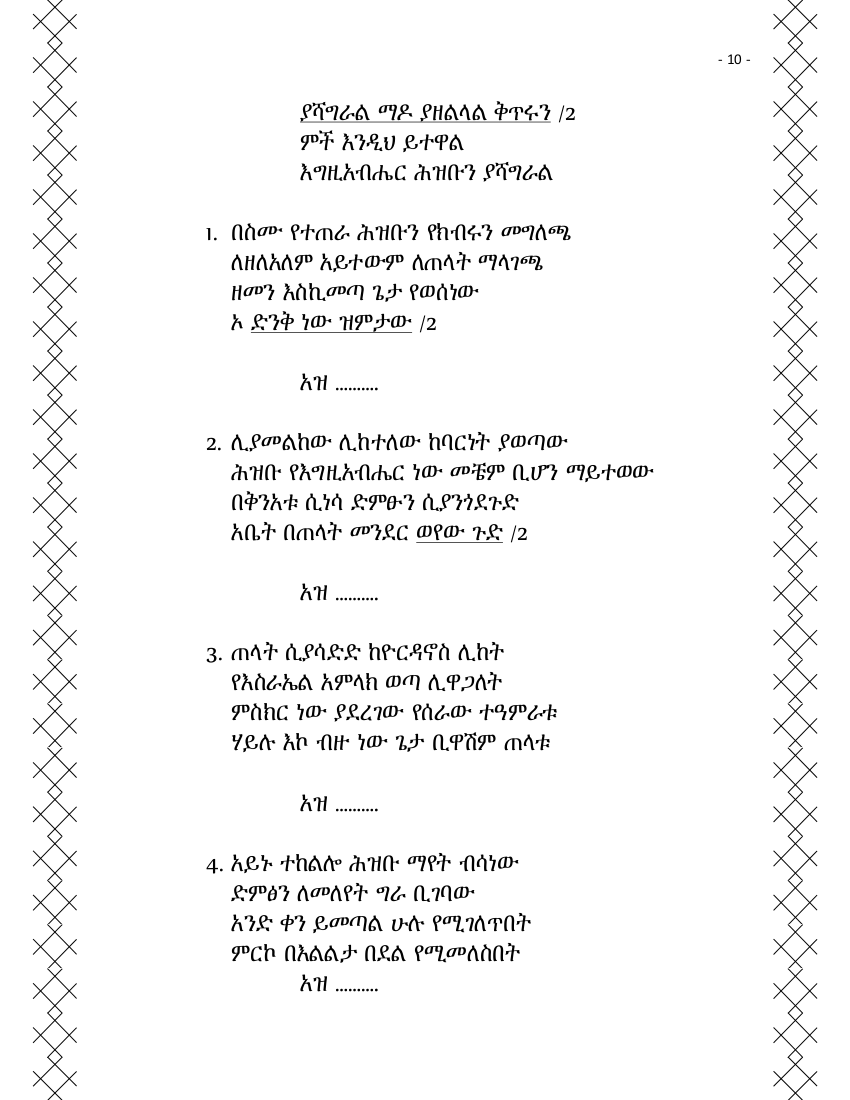 - 10 -
ያሻግራል ማዶ ያዘልላል ቅጥሩን /2
ምች እንዲህ ይተዋል
እግዚአብሔር ሕዝቡን ያሻግራል
1. በስሙ የተጠራ ሕዝቡን የክብሩን መግለጫ
ለዘለአለም አይተውም ለጠላት ማላገጫ
ዘመን እስኪመጣ ጌታ የወሰነው
ኦ ድንቅ ነው ዝምታው /2
አዝ ..........
2. ሊያመልከው ሊከተለው ከባርነት ያወጣው
ሕዝቡ የእግዚአብሔር ነው መቼም ቢሆን ማይተወው
በቅንአቱ ሲነሳ ድምፁን ሲያንጎደጉድ
አቤት በጠላት መንደር ወየው ጉድ /2
አዝ ..........
3. ጠላት ሲያሳድድ ከዮርዳኖስ ሊከት
የእስራኤል አምላክ ወጣ ሊዋጋለት
ምስክር ነው ያደረገው የሰራው ተዓምራቱ
ሃይሉ እኮ ብዙ ነው ጌታ ቢዋሽም ጠላቱ
አዝ ..........
4. አይኑ ተከልሎ ሕዝቡ ማየት ብሳነው
ድምፅን ለመለየት ግራ ቢገባው
አንድ ቀን ይመጣል ሁሉ የሚገለጥበት
ምርኮ በእልልታ በደል የሚመለስበት
አዝ ..........